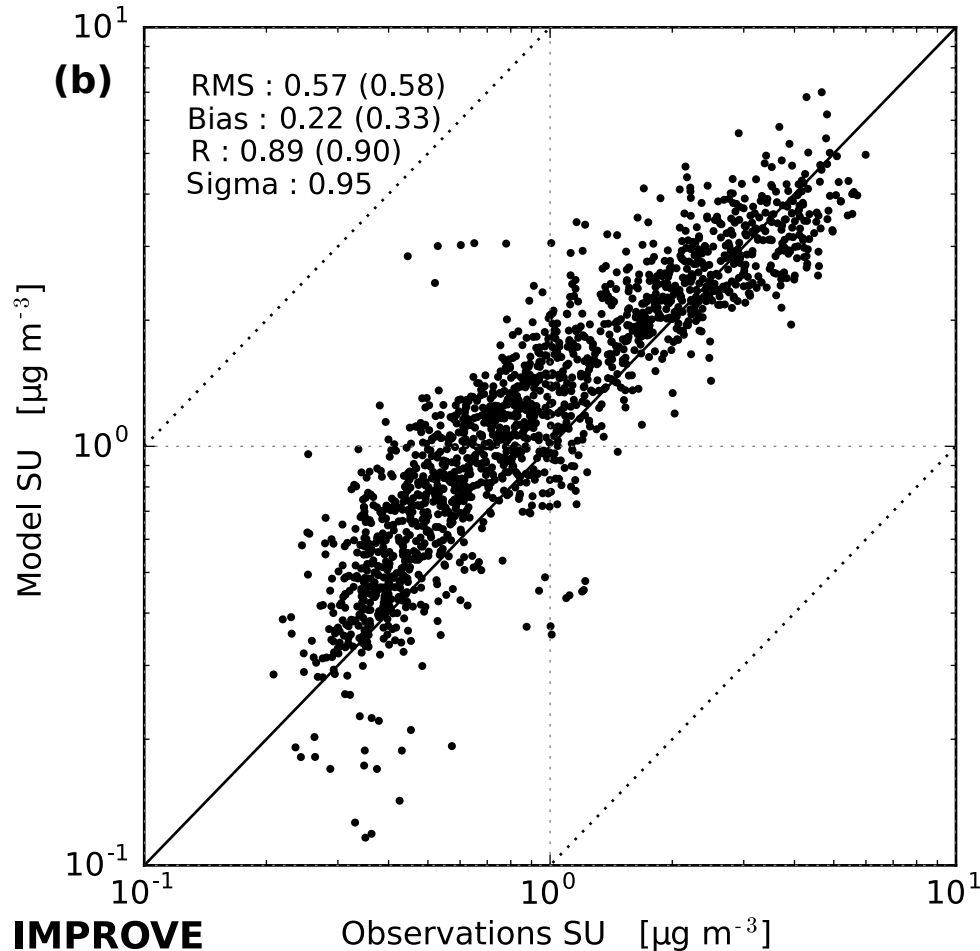 10¹
(b)
RMS : 0.57 (0.58)
Bias : 0.22 (0.33)
R : 0.89 (0.90)
Sigma : 0.95
Model SU [µg m⁻³]
10⁰
10⁻¹
10⁻¹ 10⁰ 10¹
IMPROVE Observations SU [µg m⁻³]